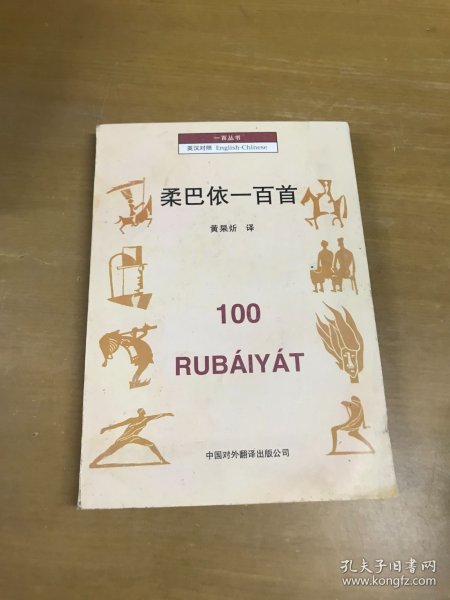 一百丛书
英汉对照 English-Chinese
柔巴依一百首
黄杲炘 译
100
RUBÁIYÁT
中国对外翻译出版公司
孔夫子旧书网
www.kongfz.com